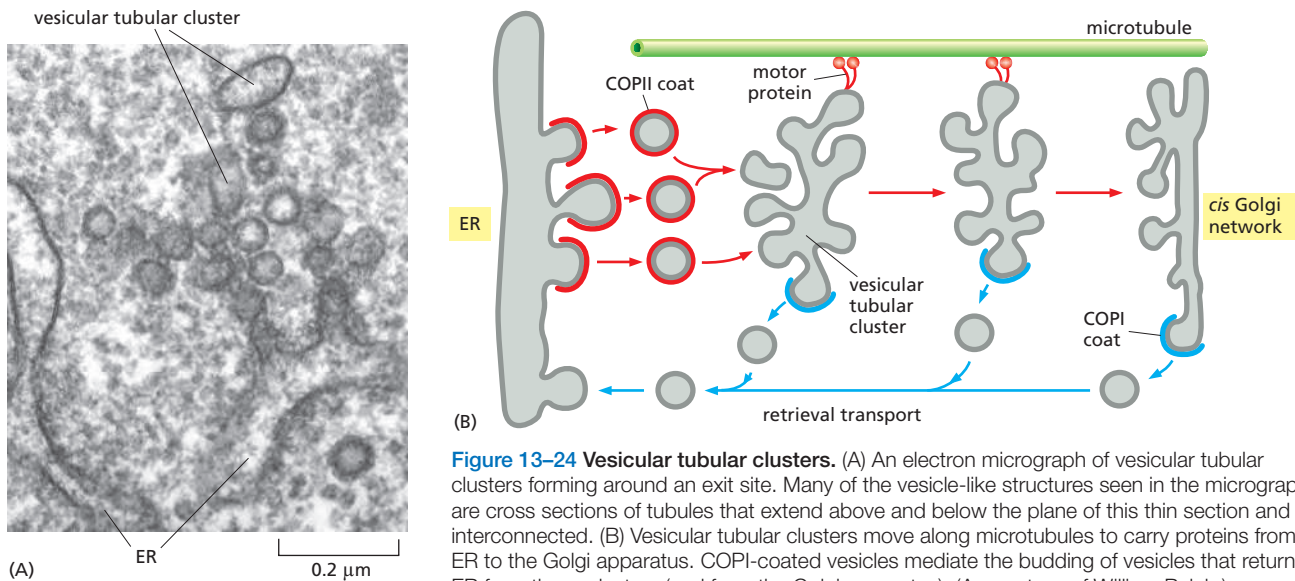 vesicular tubular cluster
ER
(A)
0.2 μm
microtubule
motor
protein
COPII coat
ER
cis Golgi
network
vesicular
tubular
cluster
COPI
coat
retrieval transport
(B)
Figure 13–24 Vesicular tubular clusters. (A) An electron micrograph of vesicular tubular
clusters forming around an exit site. Many of the vesicle-like structures seen in the
are cross sections of tubules that extend above and below the plane of this thin section and
interconnected. (B) Vesicular tubular clusters move along microtubules to carry proteins from
ER to the Golgi apparatus. COPI-coated vesicles mediate the budding of vesicles that return